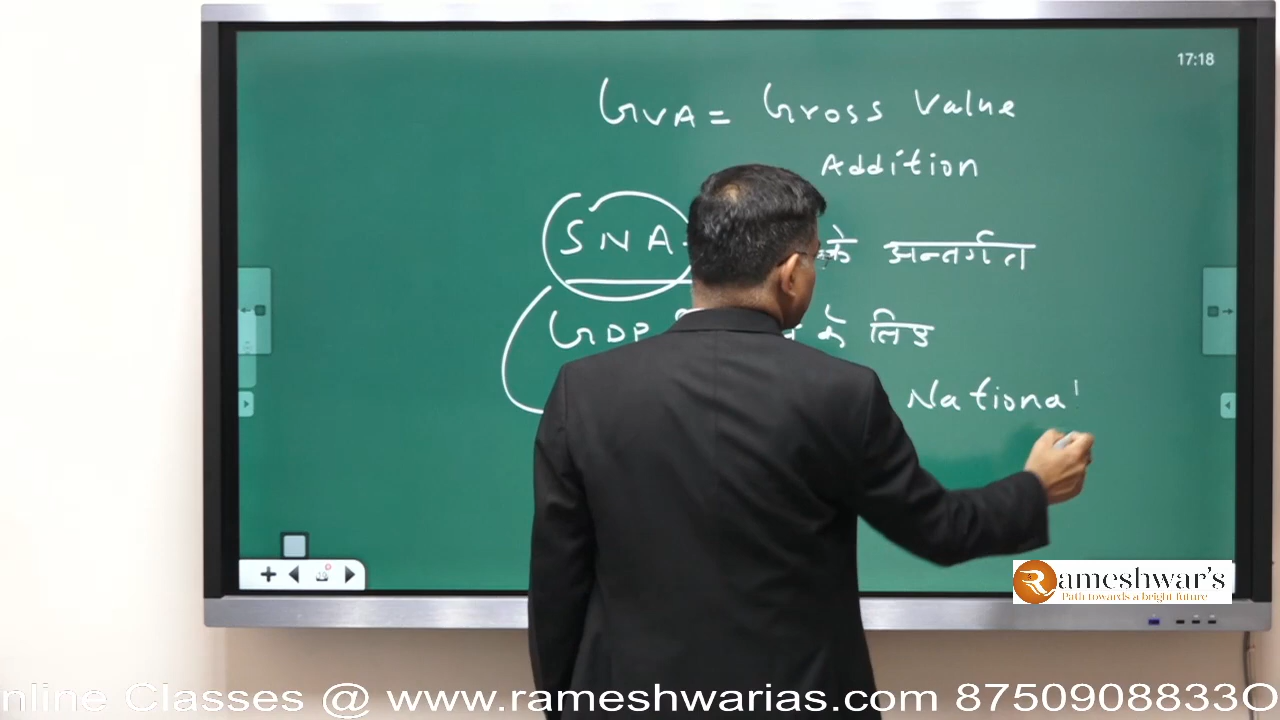 17:18
GVA = Gross Value
Addition
SNA- के अन्तर्गत
GDP के लिए
National
Rameshwar's
Path towards a bright future
nline Classes @ www.rameshwarias.com 8750908833O